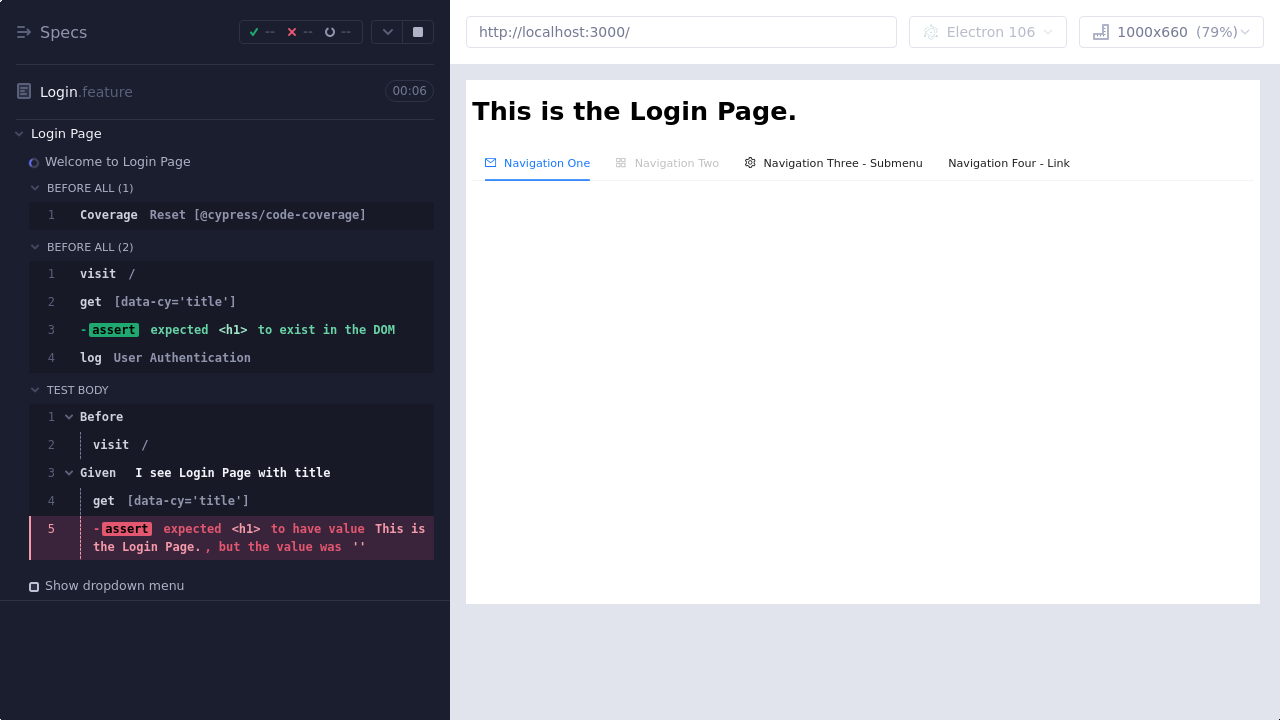 Specs
-- -- --
Login.feature 00:06
Login Page
Welcome to Login Page
BEFORE ALL (1)
1 Coverage Reset [@cypress/code-coverage]
BEFORE ALL (2)
1 visit /
2 get [data-cy='title']
3 -assert expected <h1> to exist in the DOM
4 log User Authentication
TEST BODY
1 Before
2 visit /
3 Given I see Login Page with title
4 get [data-cy='title']
5 -assert expected <h1> to have value This is
the Login Page. , but the value was ''
Show dropdown menu
http://localhost:3000/
Electron 106
1000x660 (79%)
This is the Login Page.
Navigation One Navigation Two Navigation Three - Submenu Navigation Four - Link